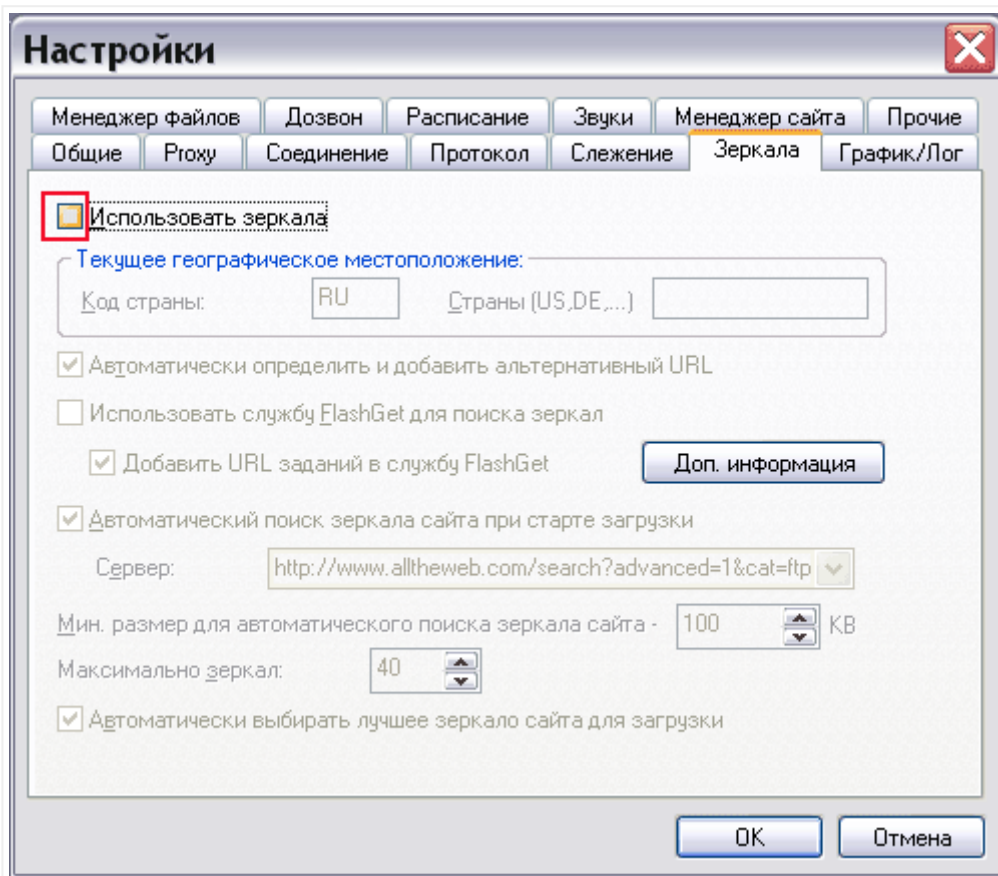 Настройки
Менеджер файлов Дозвон Расписание Звуки Менеджер сайта Прочие
Общие Proxy Соединение Протокол Слежение Зеркала График/Лог
Использовать зеркала
Текущее географическое местоположение:
Код страны: RU Страны (US,DE,...)
Автоматически определить и добавить альтернативный URL
Использовать службу FlashGet для поиска зеркал
Добавить URL заданий в службу FlashGet Доп. информация
Автоматический поиск зеркала сайта при старте загрузки
Сервер: http://www.alltheweb.com/search?advanced=1&cat=ftp
Мин. размер для автоматического поиска зеркала сайта - 100 KB
Максимально зеркал: 40
Автоматически выбирать лучшее зеркало сайта для загрузки
OK Отмена